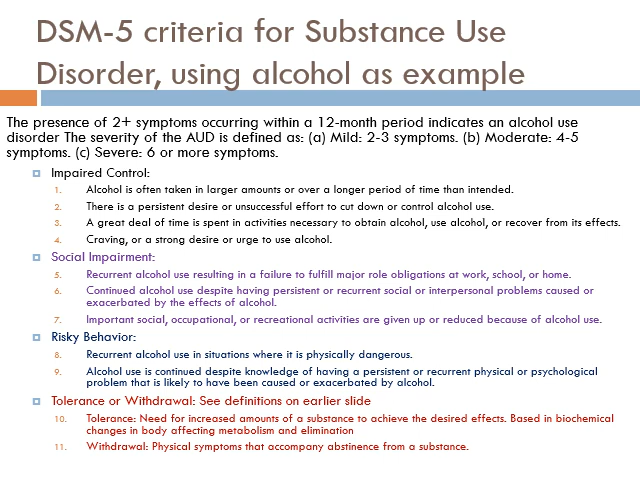 DSM-5 criteria for Substance Use
Disorder, using alcohol as example
The presence of 2+ symptoms occurring within a 12-month period indicates an alcohol use
disorder The severity of the AUD is defined as: (a) Mild: 2-3 symptoms. (b) Moderate: 4-5
symptoms. (c) Severe: 6 or more symptoms.
Impaired Control:
1. Alcohol is often taken in larger amounts or over a longer period of time than intended.
2. There is a persistent desire or unsuccessful effort to cut down or control alcohol use.
3. A great deal of time is spent in activities necessary to obtain alcohol, use alcohol, or recover from its effects.
4. Craving, or a strong desire or urge to use alcohol.
Social Impairment:
5. Recurrent alcohol use resulting in a failure to fulfill major role obligations at work, school, or home.
6. Continued alcohol use despite having persistent or recurrent social or interpersonal problems caused or
exacerbated by the effects of alcohol.
7. Important social, occupational, or recreational activities are given up or reduced because of alcohol use.
Risky Behavior:
8. Recurrent alcohol use in situations where it is physically dangerous.
9. Alcohol use is continued despite knowledge of having a persistent or recurrent physical or psychological
problem that is likely to have been caused or exacerbated by alcohol.
Tolerance or Withdrawal: See definitions on earlier slide
10. Tolerance: Need for increased amounts of a substance to achieve the desired effects. Based in biochemical
changes in body affecting metabolism and elimination
11. Withdrawal: Physical symptoms that accompany abstinence from a substance.